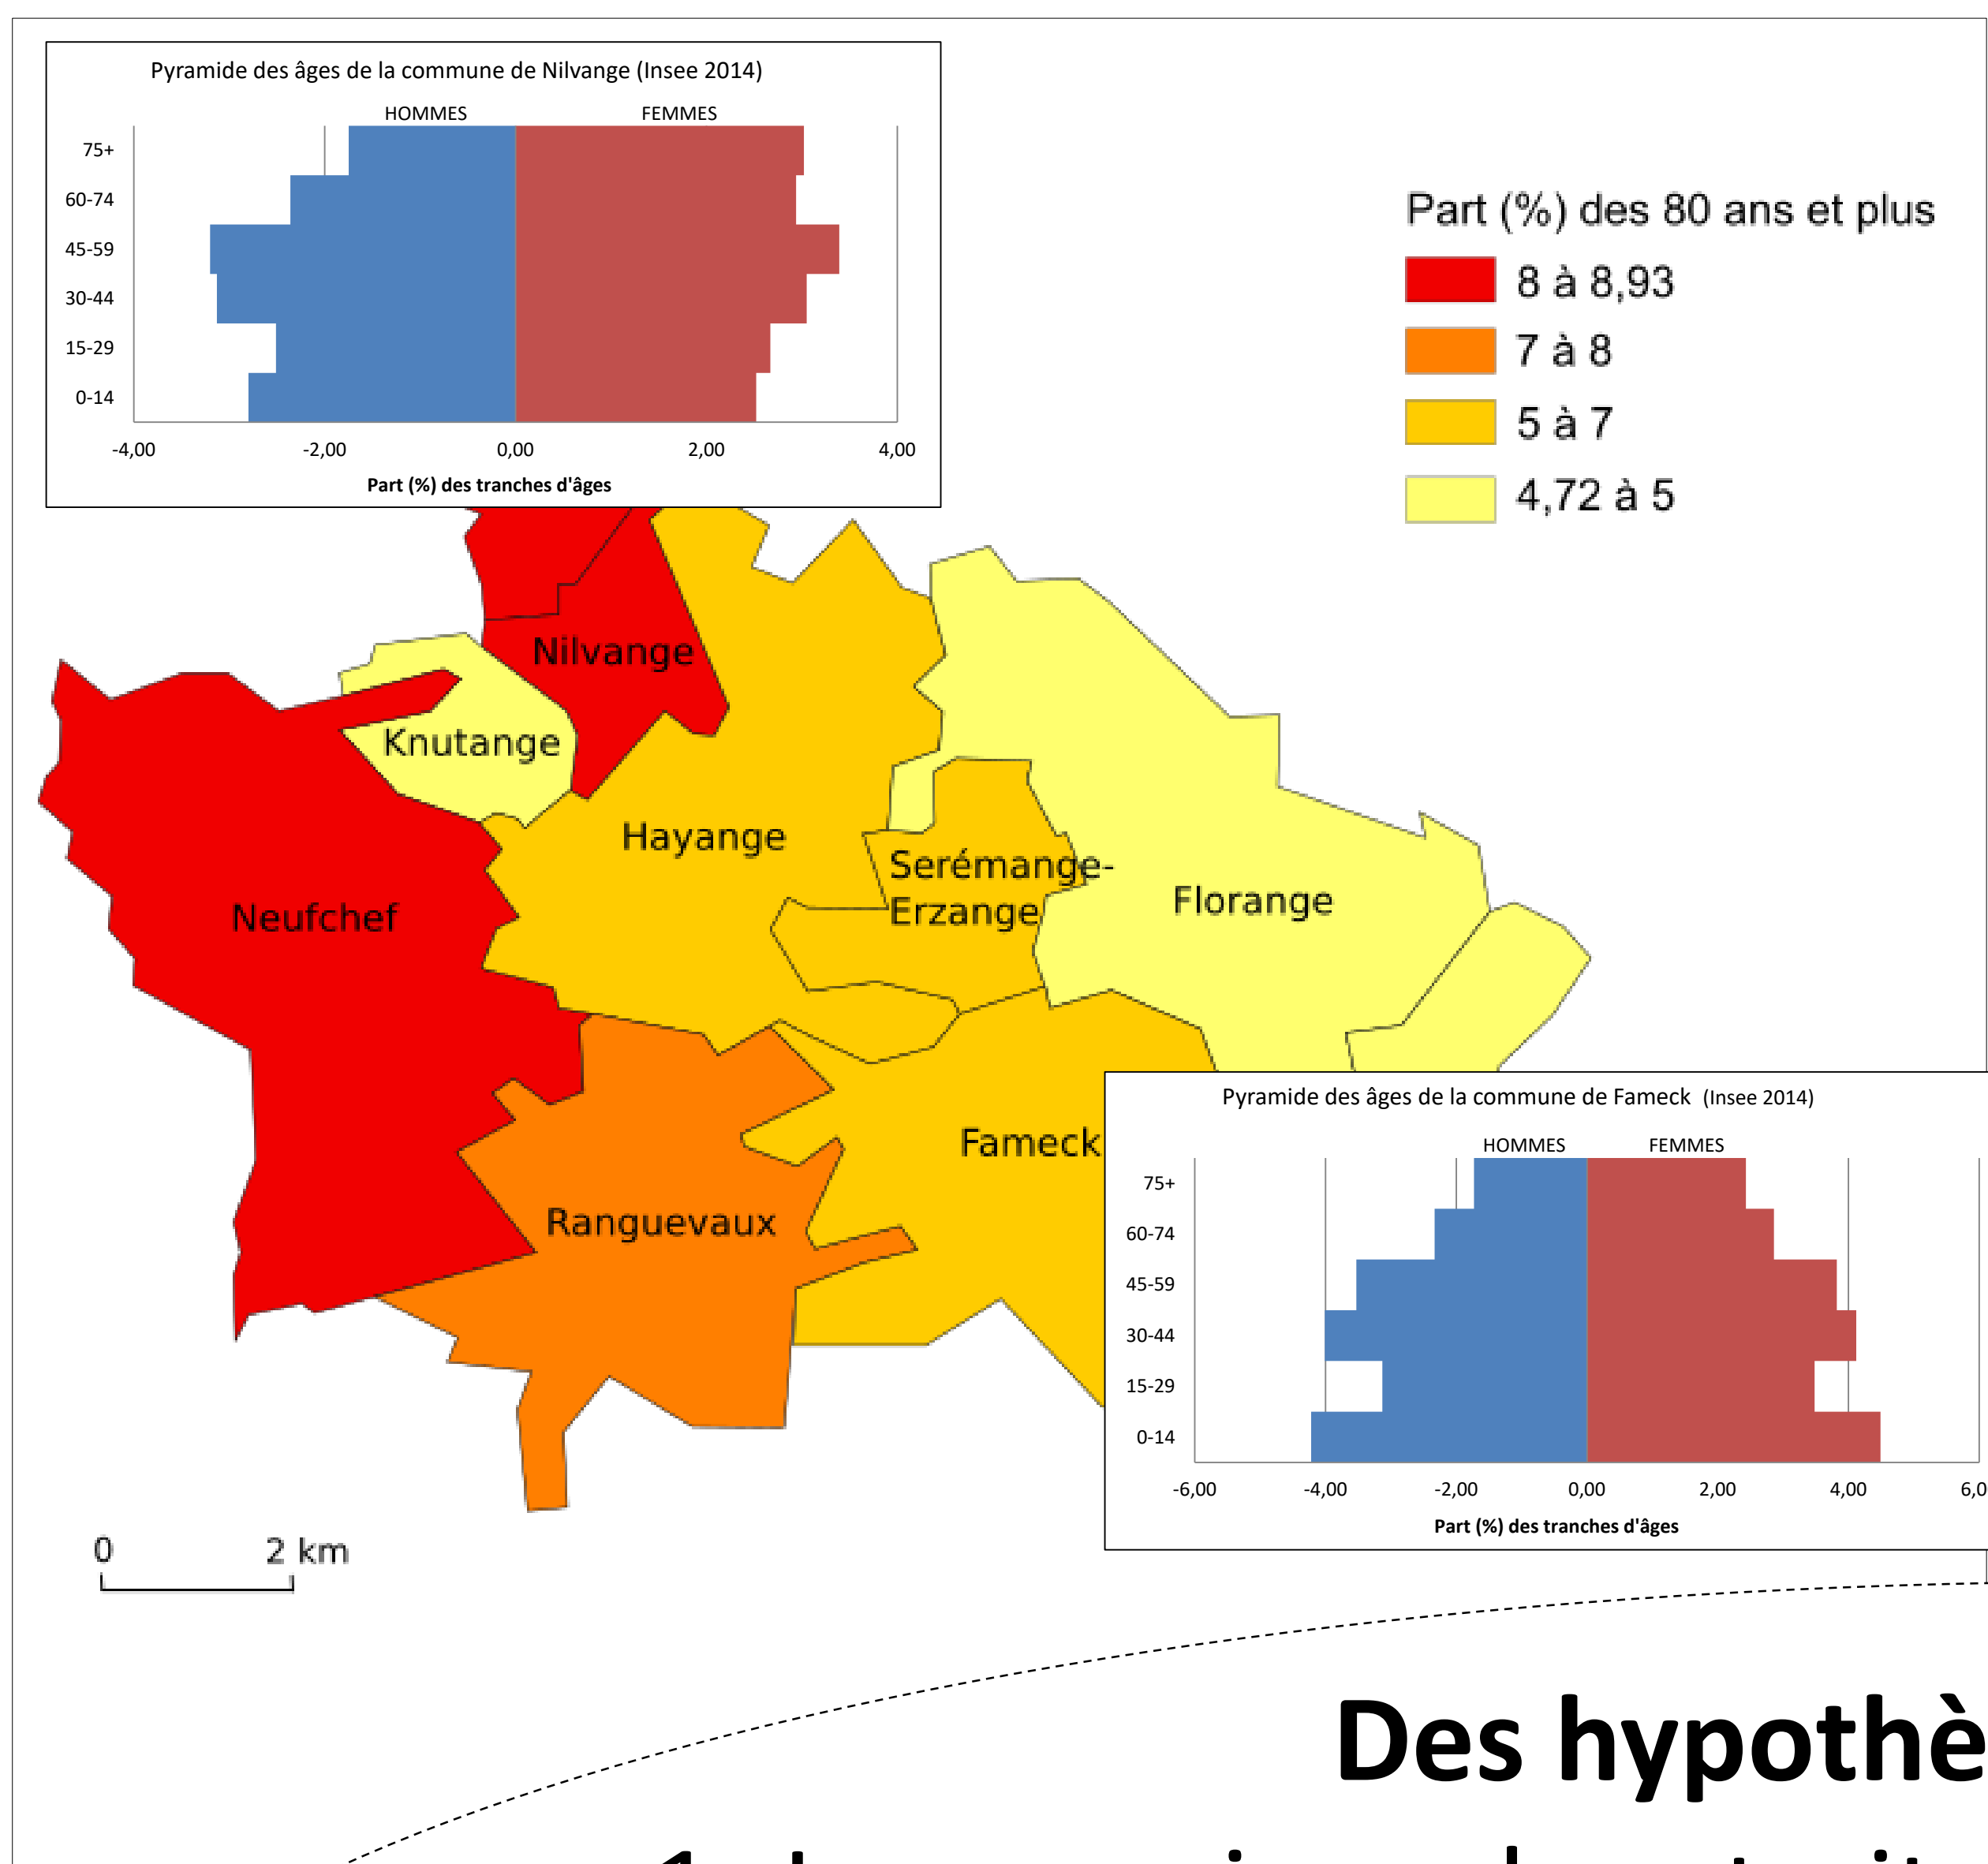 Pyramide des âges de la commune de Nilvange (Insee 2014)
HOMMES FEMMES
75+
60-74
45-59
30-44
15-29
0-14
-4,00 -2,00 0,00 2,00 4,00
Part (%) des tranches d'âges
Part (%) des 80 ans et plus
8 à 8,93
7 à 8
5 à 7
4,72 à 5
Nilvange
Knutange
Hayange
Serémange-
Erzange
Florange
Neufchef
Fameck
Ranguevaux
Pyramide des âges de la commune de Fameck (Insee 2014)
HOMMES FEMMES
75+
60-74
45-59
30-44
15-29
0-14
-6,00 -4,00 -2,00 0,00 2,00 4,00 6,0
Part (%) des tranches d'âges
0 2 km
Des hypothè